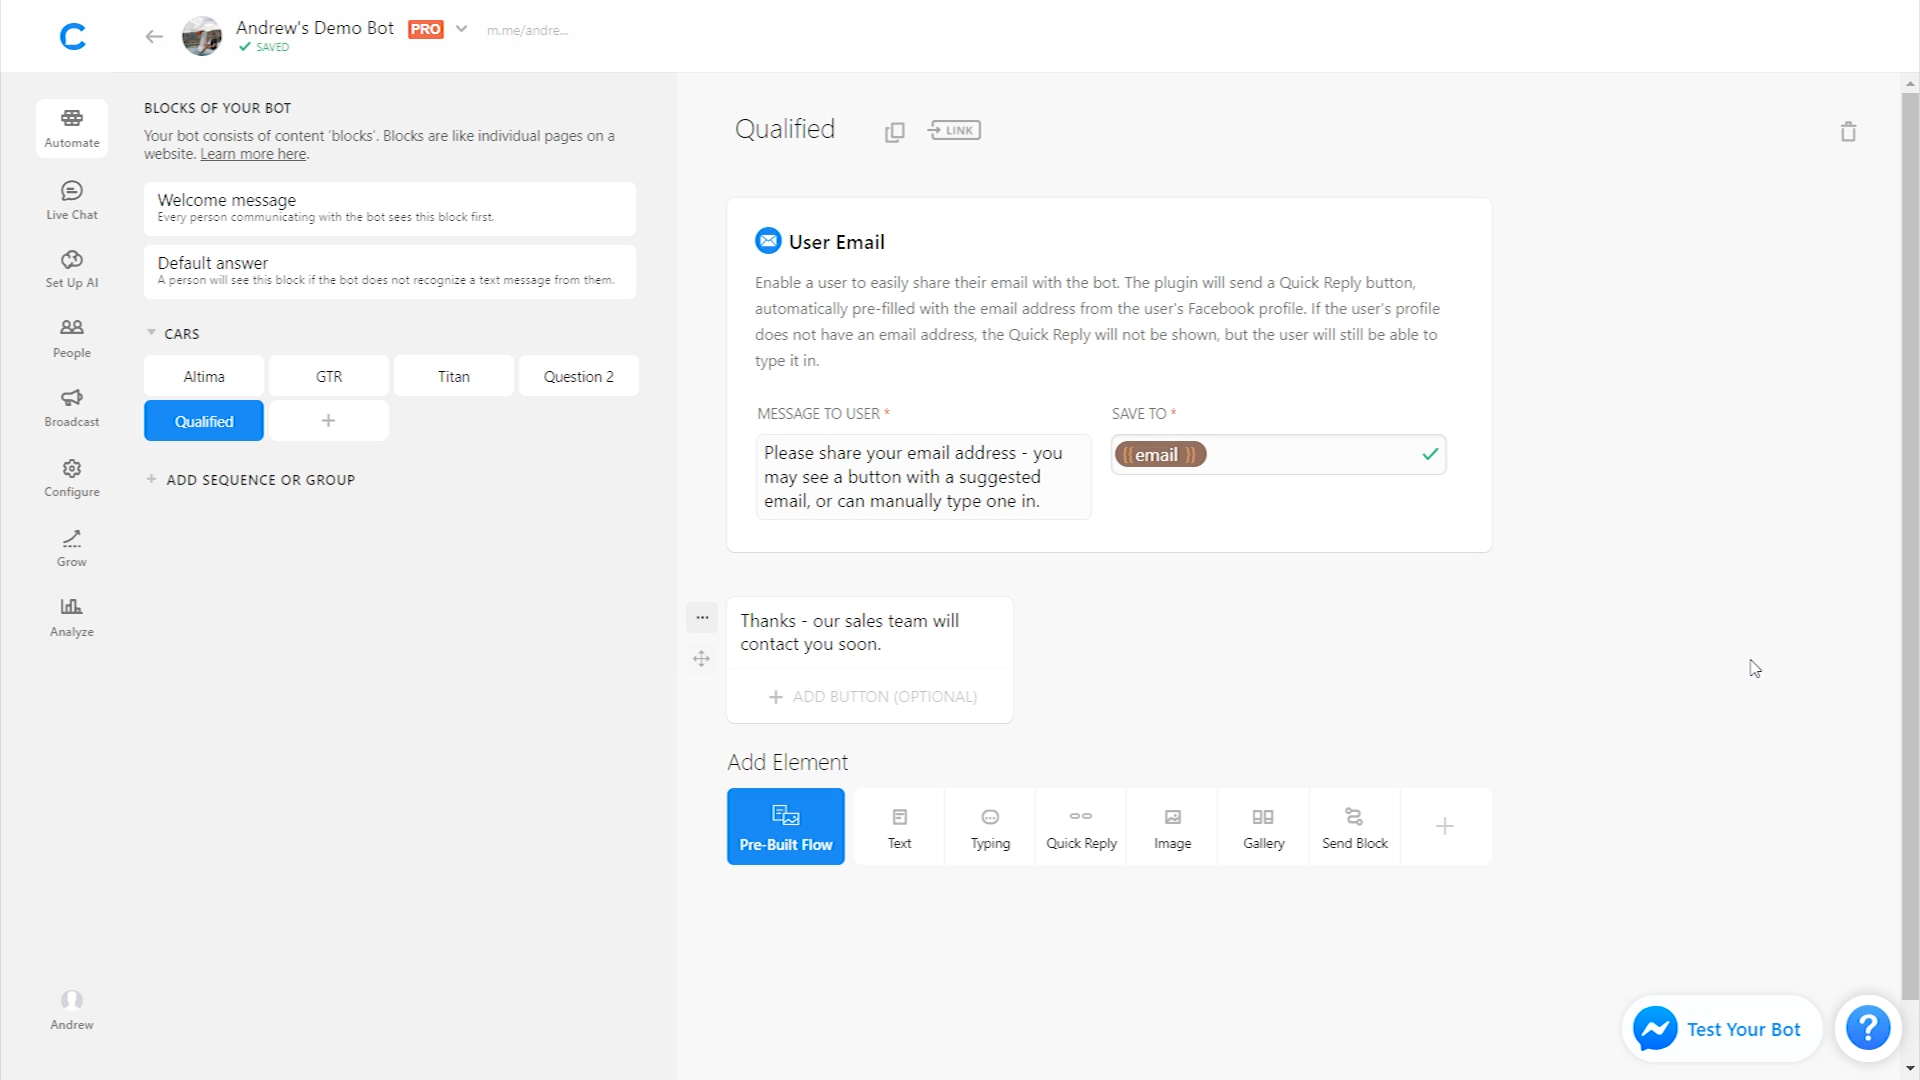 Andrew's Demo Bot PRO m.me/andre...
SAVED
Automate
Live Chat
Set Up AI
People
Broadcast
Configure
Grow
Analyze
Andrew
BLOCKS OF YOUR BOT
Your bot consists of content 'blocks'. Blocks are like individual pages on a
website. Learn more here.
Welcome message
Every person communicating with the bot sees this block first.
Default answer
A person will see this block if the bot does not recognize a text message from them.
CARS
Altima GTR Titan Question 2
Qualified +
+ ADD SEQUENCE OR GROUP
Qualified LINK
User Email
Enable a user to easily share their email with the bot. The plugin will send a Quick Reply button,
automatically pre-filled with the email address from the user's Facebook profile. If the user's profile
does not have an email address, the Quick Reply will not be shown, but the user will still be able to
type it in.
MESSAGE TO USER * SAVE TO *
Please share your email address - you
may see a button with a suggested
email, or can manually type one in.
{{email }}
Thanks - our sales team will
contact you soon.
+ ADD BUTTON (OPTIONAL)
Add Element
Pre-Built Flow Text Typing Quick Reply Image Gallery Send Block +
Test Your Bot ?